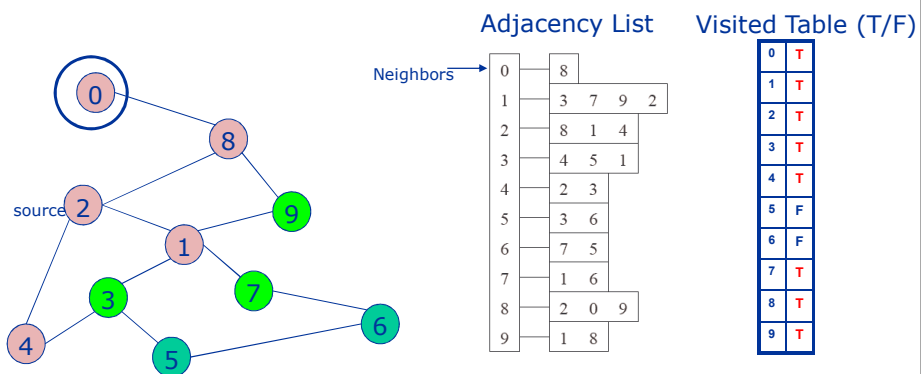 Adjacency List
Visited Table (T/F)
Neighbors
source
0
8
2
9
1
3
7
6
4
5
0 8
1 3 7 9 2
2 8 1 4
3 4 5 1
4 2 3
5 3 6
6 7 5
7 1 6
8 2 0 9
9 1 8
0 T
1 T
2 T
3 T
4 T
5 F
6 F
7 T
8 T
9 T